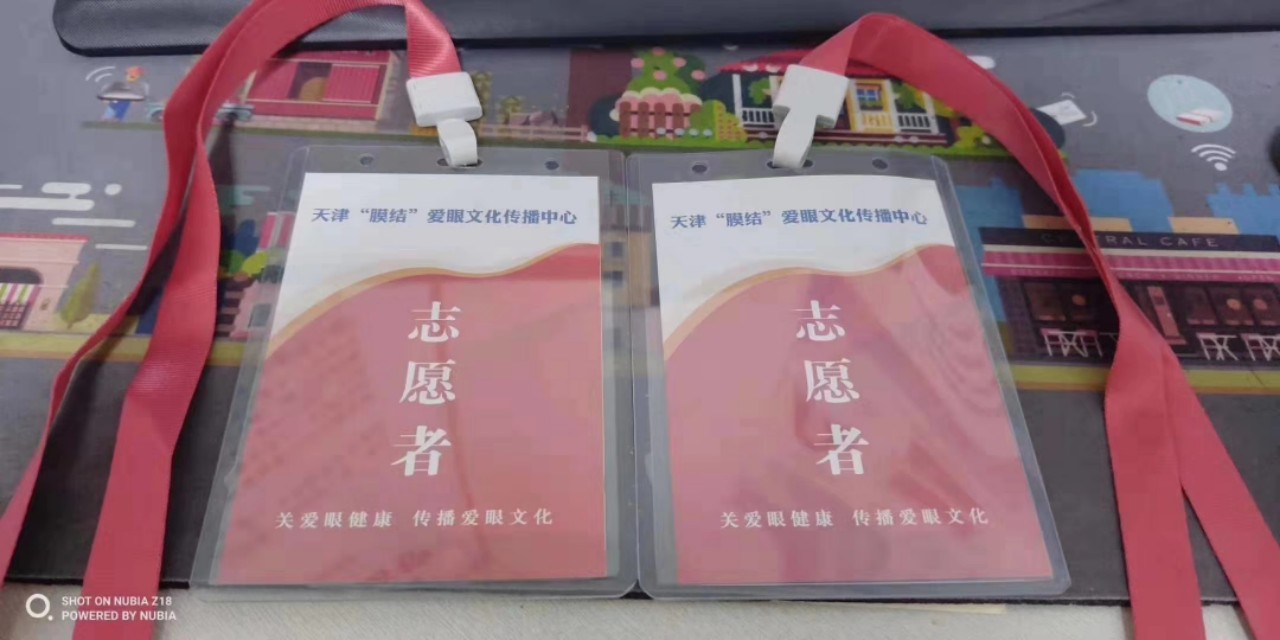 天津“膜结”爱眼文化传播中心
志
愿
者
关爱眼健康 传播爱眼文化
天津“膜结”爱眼文化传播中心
志
愿
者
关爱眼健康 传播爱眼文化
CENTRAL CAFE
SHOT ON NUBIA Z18
POWERED BY NUBIA